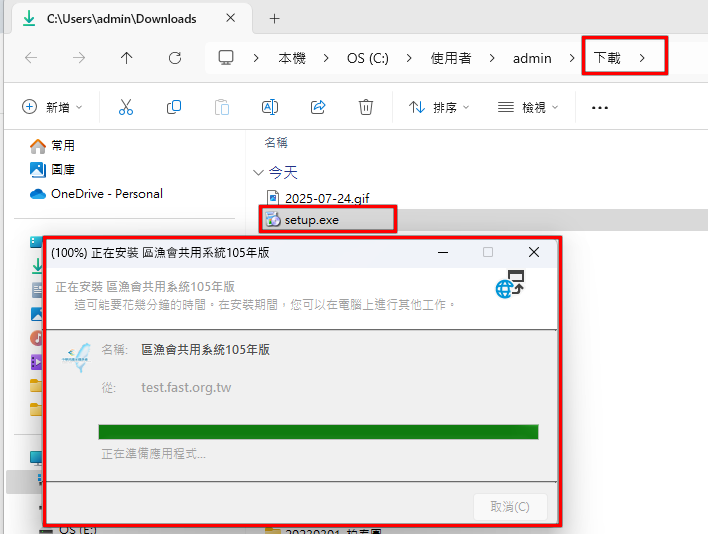 C:\Users\admin\Downloads
本機 OS (C:) 使用者 admin 下載
新增 排序 檢視
名稱
常用
今天
圖庫
2025-07-24.gif
OneDrive - Personal
setup.exe
(100%) 正在安裝 區漁會共用系統105年版
正在安裝 區漁會共用系統105年版
這可能要花幾分鐘的時間。在安裝期間，您可以在電腦上進行其他工作。
名稱: 區漁會共用系統105年版
從: test.fast.org.tw
正在準備應用程式...
取消(C)
OS (E:)